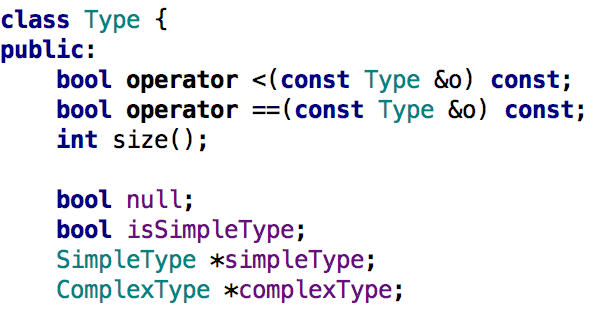 class Type {
public:
    bool operator <(const Type &o) const;
    bool operator ==(const Type &o) const;
    int size();

    bool null;
    bool isSimpleType;
    SimpleType *simpleType;
    ComplexType *complexType;